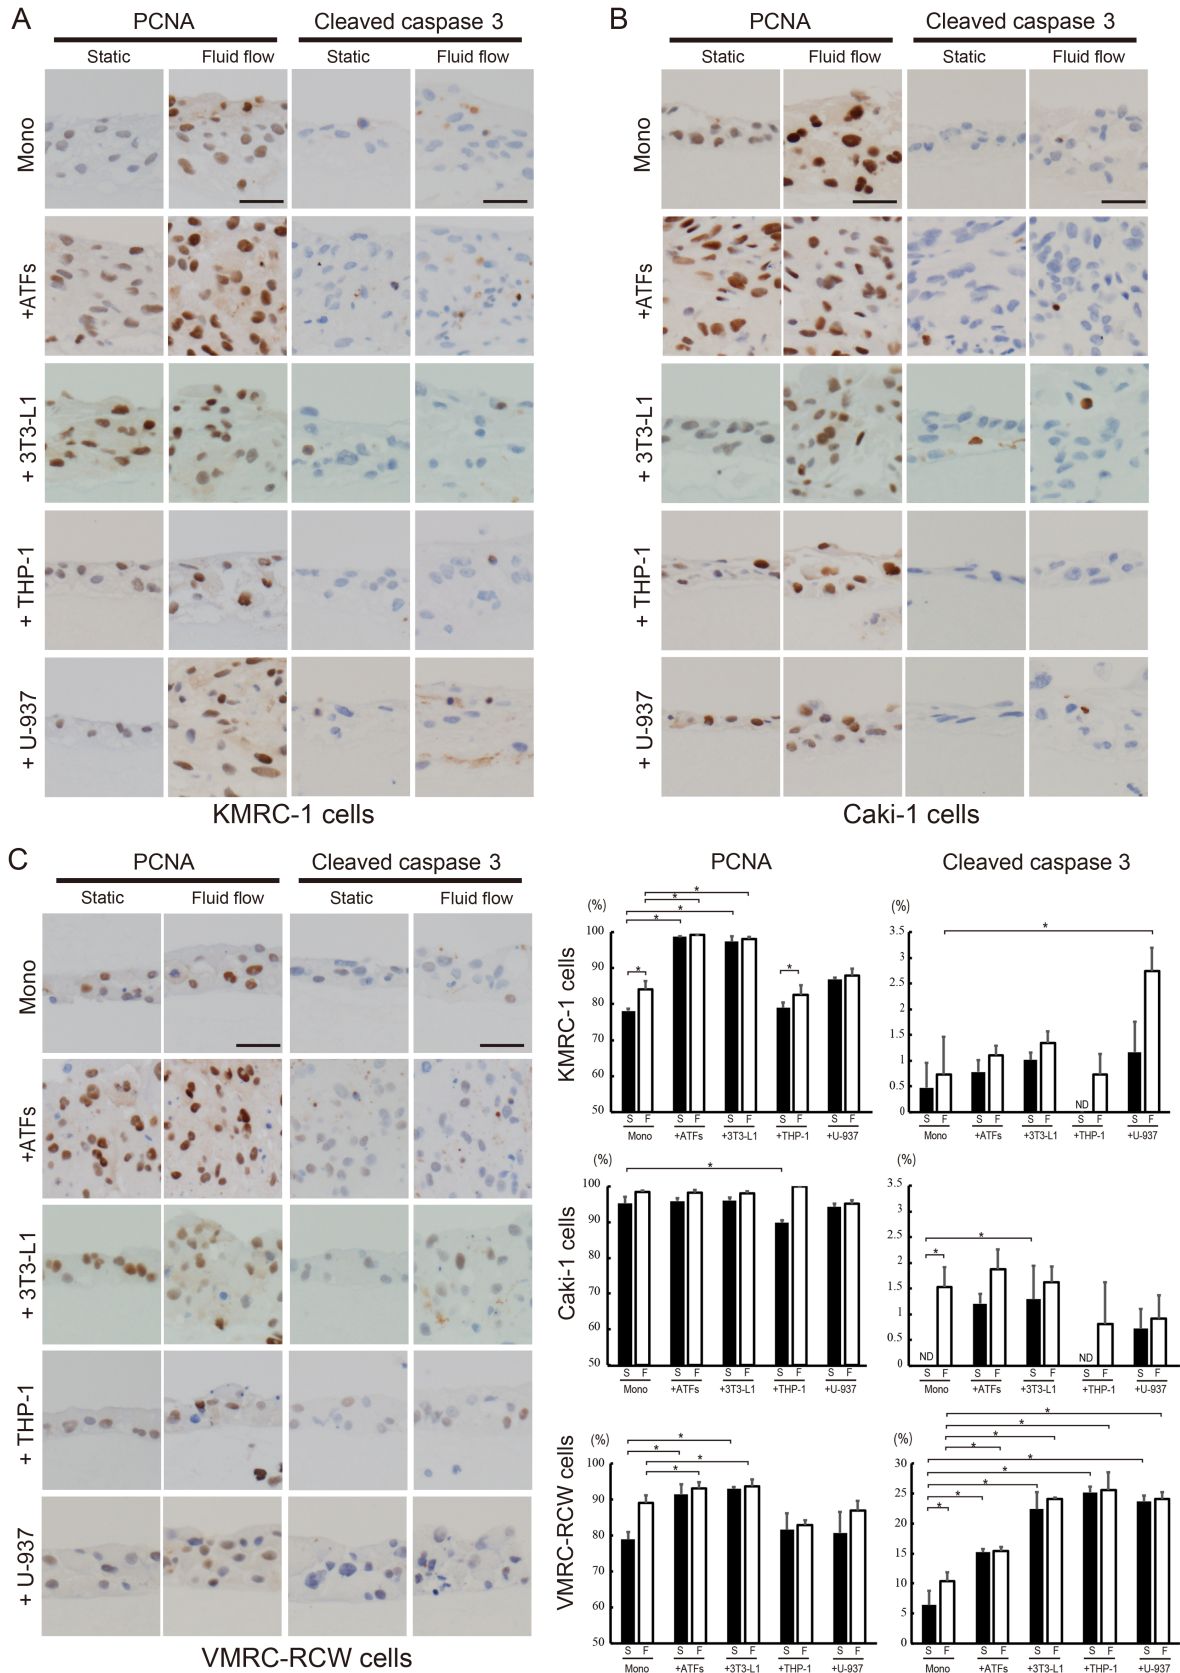 A
PCNA
Cleaved caspase 3
Static
Fluid flow
Static
Fluid flow
Mono
+ATFs
+ 3T3-L1
+ THP-1
+ U-937
KMRC-1 cells
B
PCNA
Cleaved caspase 3
Static
Fluid flow
Static
Fluid flow
Mono
+ATFs
+ 3T3-L1
+ THP-1
+ U-937
Caki-1 cells
C
PCNA
Cleaved caspase 3
Static
Fluid flow
Static
Fluid flow
Mono
+ATFs
+ 3T3-L1
+ THP-1
+ U-937
VMRC-RCW cells
PCNA
Cleaved caspase 3
KMRC-1 cells
(%)
100
90
80
70
60
50
* * * * * *
S F S F S F S F S F
Mono +ATFs +3T3-L1 +THP-1 +U-937
(%)
3.5
3
2.5
2
1.5
1
0.5
0
*
ND
S F S F S F S F S F
Mono +ATFs +3T3-L1 +THP-1 +U-937
Caki-1 cells
(%)
100
90
80
70
60
50
*
S F S F S F S F S F
Mono +ATFs +3T3-L1 +THP-1 +U-937
(%)
3.5
3
2.5
2
1.5
1
0.5
0
* *
ND ND
S F S F S F S F S F
Mono +ATFs +3T3-L1 +THP-1 +U-937
VMRC-RCW cells
(%)
100
90
80
70
60
50
* * * *
S F S F S F S F S F
Mono +ATFs +3T3-L1 +THP-1 +U-937
(%)
30
25
20
15
10
5
0
* * * * * * * * *
S F S F S F S F S F
Mono +ATFs +3T3-L1 +THP-1 +U-937